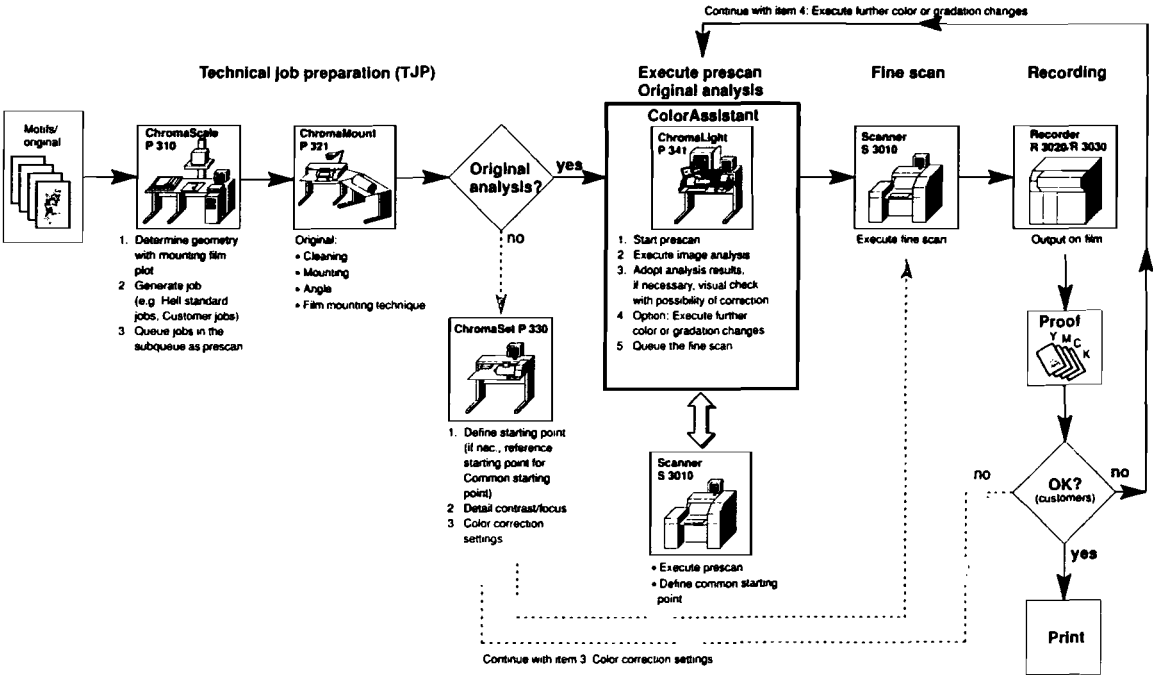 Continue with item 4: Execute further color or gradation changes
Technical job preparation (TJP)
Execute prescan
Original analysis
Fine scan
Recording
Motifs/
original
ChromaScale
P 310
1. Determine geometry
with mounting film
plot
2 Generate job
(e.g Hell standard
jobs, Customer jobs)
3 Queue jobs in the
subqueue as prescan
ChromaMount
P 321
Original:
• Cleaning
• Mounting
• Angle
• Film mounting technique
Original
analysis?
yes
no
ChromaSet P 330
1. Define starting point
(if nec., reference
starting point for
Common starting
point)
2 Detail contrast/focus
3 Color correction
settings
ColorAssistant
ChromaLight
P 341
1. Start prescan
2 Execute image analysis
3. Adopt analysis results,
if necessary, visual check
with possibility of correction
4 Option: Execute further
color or gradation changes
5 Queue the fine scan
Scanner
S 3010
• Execute prescan
• Define common starting
point
Scanner
S 3010
Execute fine scan
Recorder
R 3020/R 3030
Output on film
Proof
Y M C K
no
OK?
(customers)
no
yes
Print
Continue with item 3 Color correction settings